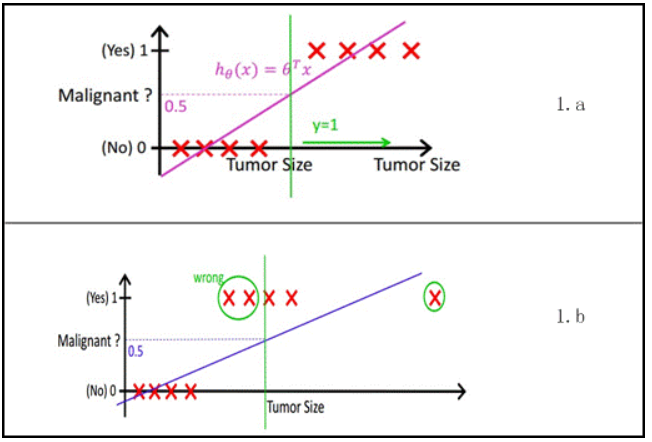 (Yes) 1
hθ(x) = θᵀx
Malignant ?
0.5
1.a
y=1
(No) 0
Tumor Size
Tumor Size
wrong
(Yes) 1
1.b
Malignant ?
0.5
(No) 0
Tumor Size